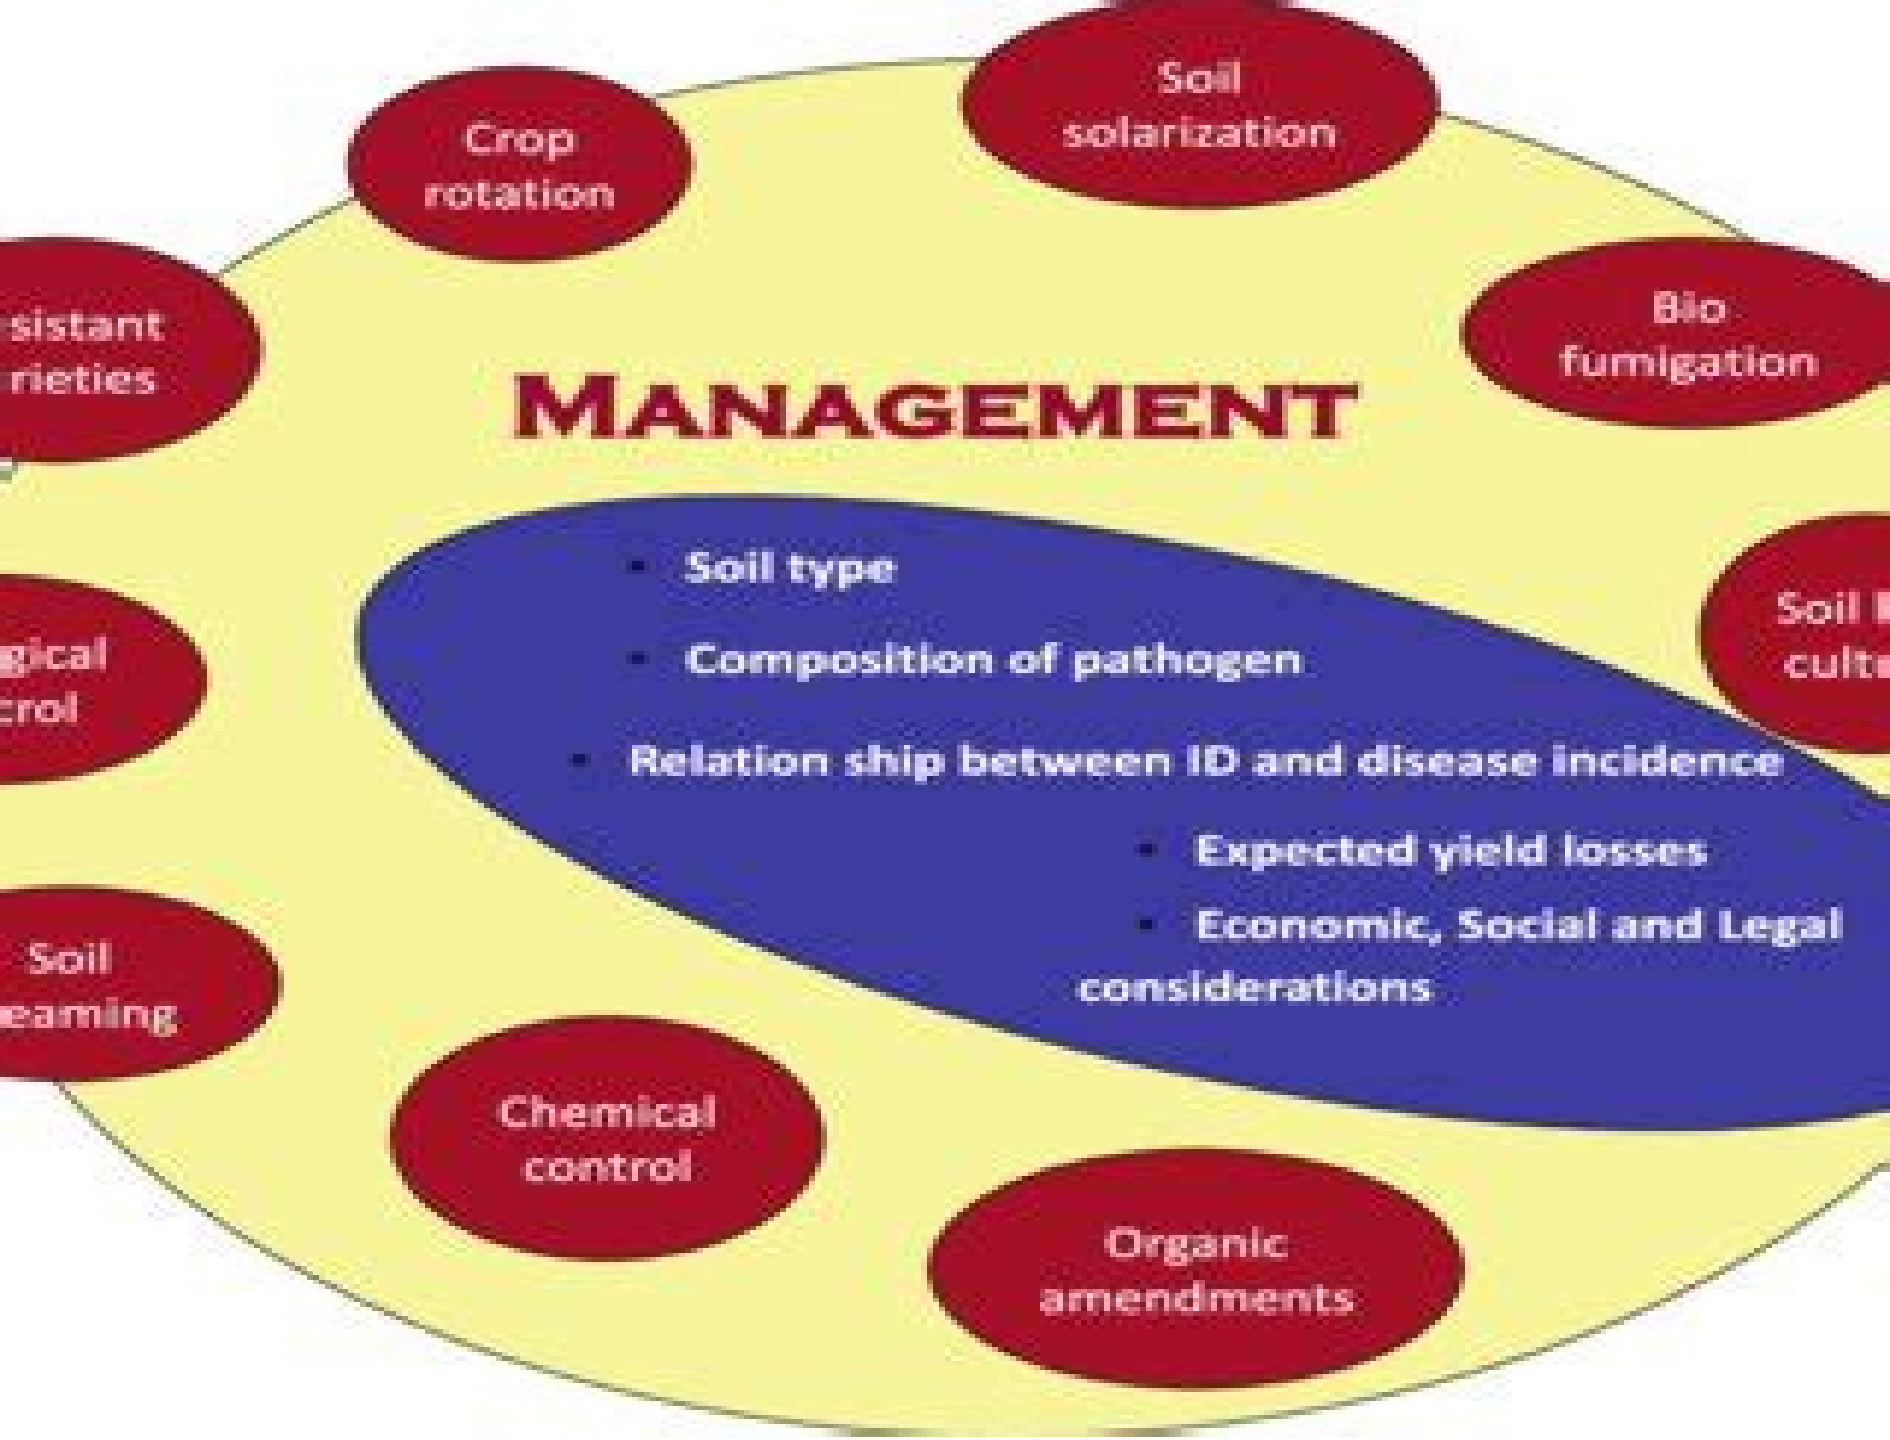 Soil
solarization
Crop
rotation
Bio
fumigation
MANAGEMENT
Soil type
Composition of pathogen
Soil
Relation ship between ID and disease incidence
Expected yield losses
Economic, Social and Legal
considerations
Soil
Chemical
control
Organic
amendments